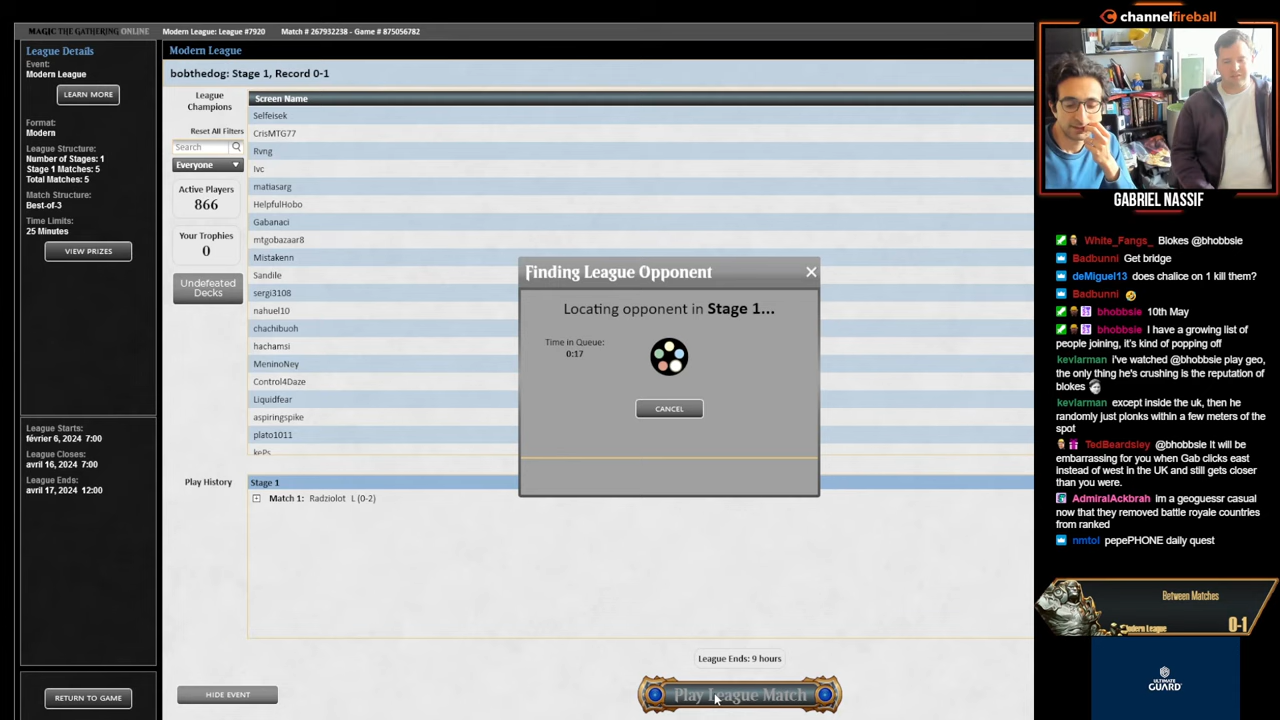 MAGIC THE GATHERING ONLINE
Modern League: League #7920
Match # 267932238 - Game # 875056782
League Details
Event:
Modern League
LEARN MORE
Format:
Modern
League Structure:
Number of Stages: 1
Stage 1 Matches: 5
Total Matches: 5
Match Structure:
Best-of-3
Time Limits:
25 Minutes
VIEW PRIZES
League Starts:
février 6, 2024 7:00
League Closes:
avril 16, 2024 7:00
League Ends:
avril 17, 2024 12:00
RETURN TO GAME
Modern League
bobthedog: Stage 1, Record 0-1
League
Champions
Reset All Filters
Search
Everyone
Active Players
866
Your Trophies
0
Undefeated
Decks
Screen Name
Selfeisek
CrisMTG77
Rvng
lvc
matiasarg
HelpfulHobo
Gabanaci
mtgobazaar8
Mistakenn
Sandile
sergi3108
nahuel10
chachibuoh
hachamsi
MeninoNey
Control4Daze
Liquidfear
aspiringspike
plato1011
kePs
Play History
Stage 1
Match 1: Radziolot L (0-2)
Finding League Opponent
Locating opponent in Stage 1...
Time in Queue:
0:17
CANCEL
League Ends: 9 hours
HIDE EVENT
Play League Match
channelfireball
GABRIEL NASSIF
White_Fangs_ Blokes @bhobbsie
Badbunni Get bridge
deMiguel13 does chalice on 1 kill them?
Badbunni
bhobbsie 10th May
bhobbsie I have a growing list of
people joining, it's kind of popping off
kevlarman i've watched @bhobbsie play geo,
the only thing he's crushing is the reputation of
blokes
kevlarman except inside the uk, then he
randomly just plonks within a few meters of the
spot
TedBeardsley @bhobbsie It will be
embarrassing for you when Gab clicks east
instead of west in the UK and still gets closer
than you were.
AdmiralAckbrah im a geoguessr casual
now that they removed battle royale countries
from ranked
nmtol pepePHONE daily quest
Between Matches
Modern League
0-1
ULTIMATE
GUARD